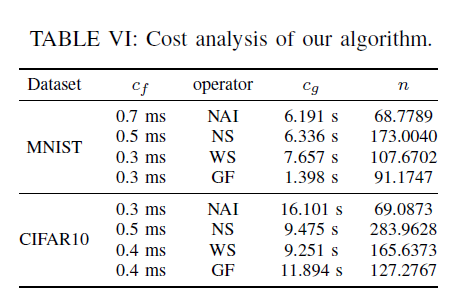 TABLE VI: Cost analysis of our algorithm.
Dataset c_f operator c_g n
0.7 ms NAI 6.191 s 68.7789
0.5 ms NS 6.336 s 173.0040
MNIST
0.3 ms WS 7.657 s 107.6702
0.3 ms GF 1.398 s 91.1747
0.3 ms NAI 16.101 s 69.0873
0.5 ms NS 9.475 s 283.9628
CIFAR10
0.4 ms WS 9.251 s 165.6373
0.4 ms GF 11.894 s 127.2767